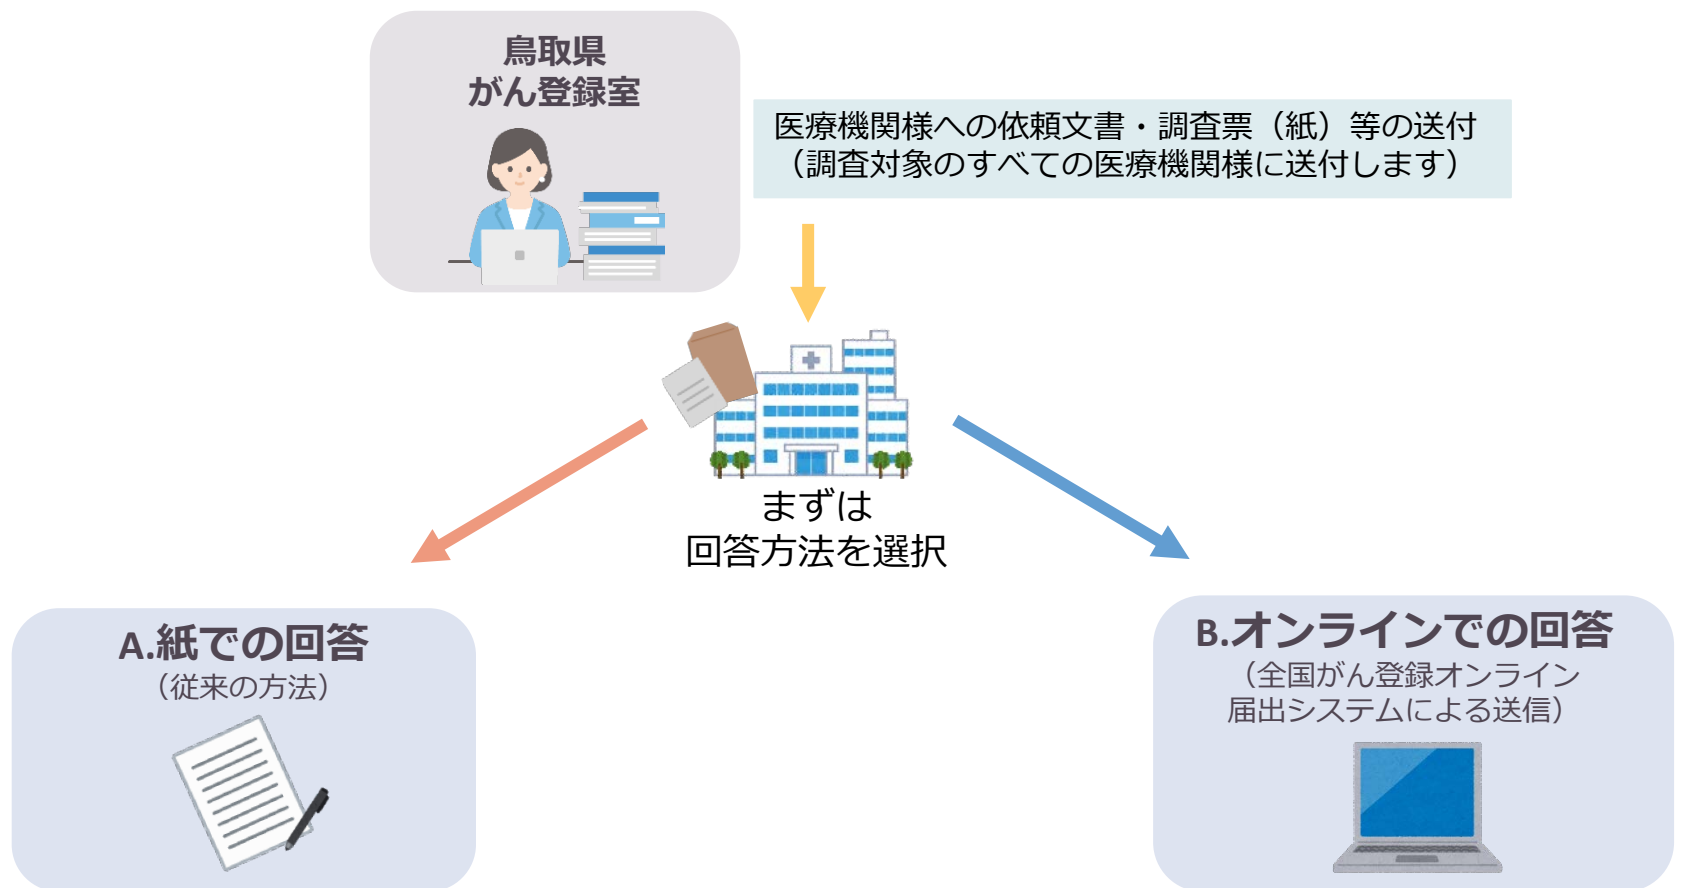 鳥取県
がん登録室
医療機関様への依頼文書・調査票（紙）等の送付
（調査対象のすべての医療機関様に送付します）
まずは
回答方法を選択
A.紙での回答
（従来の方法）
B.オンラインでの回答
（全国がん登録オンライン
届出システムによる送信）